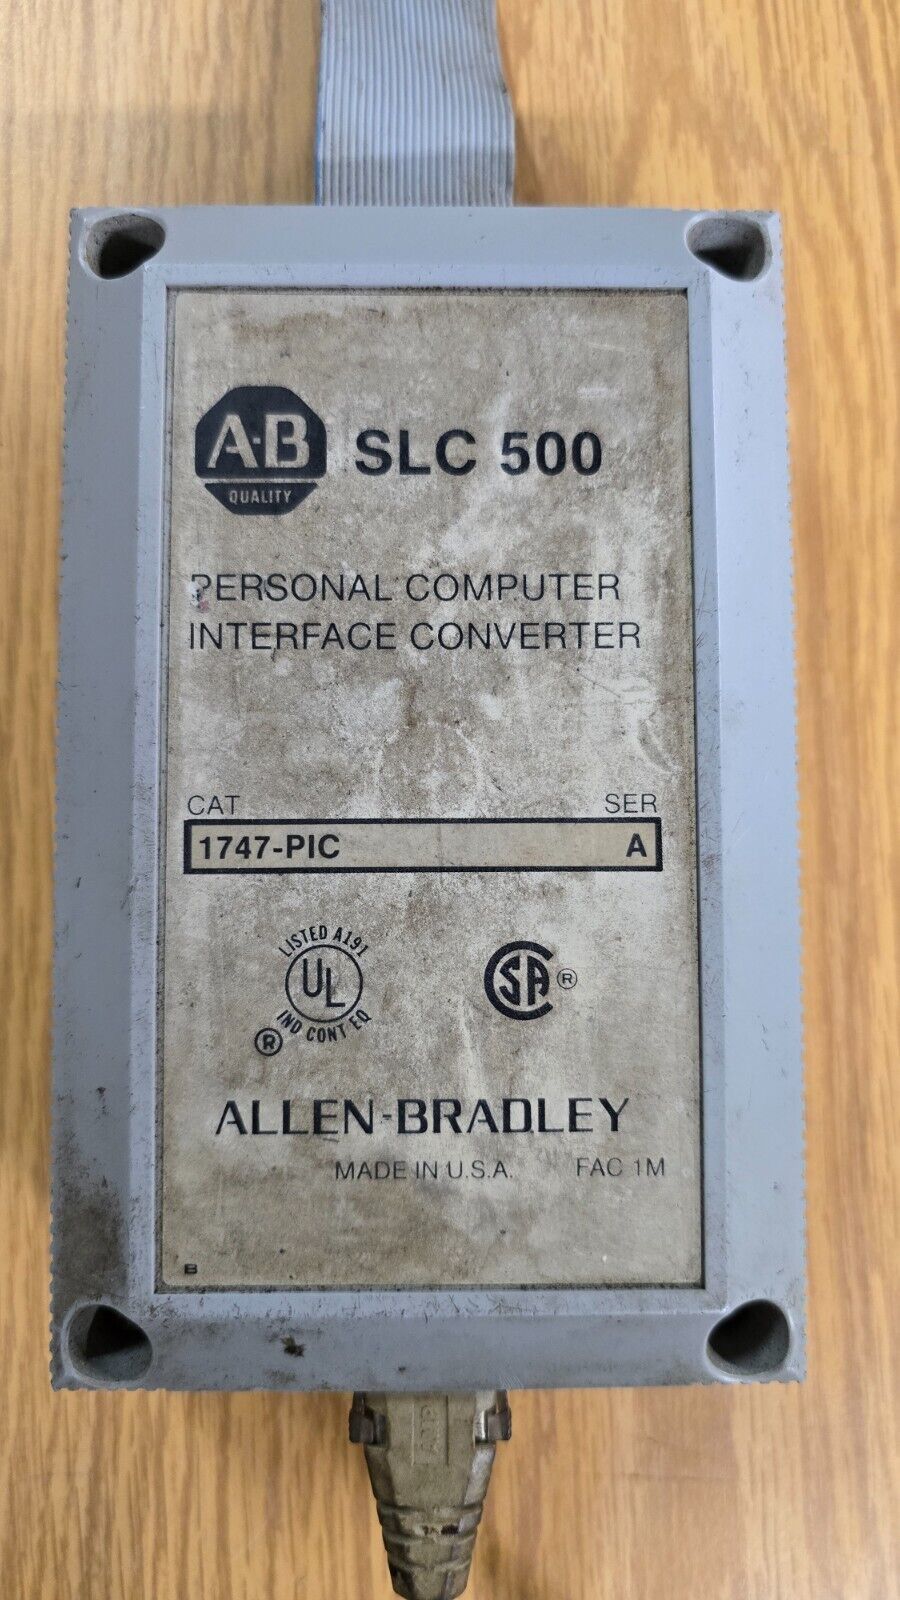 A-B
QUALITY
SLC 500
PERSONAL COMPUTER
INTERFACE CONVERTER
CAT SER
1747-PIC A
LISTED A191
UL
IND CONT EQ
®
SA ®
ALLEN-BRADLEY
MADE IN U.S.A. FAC 1M
B